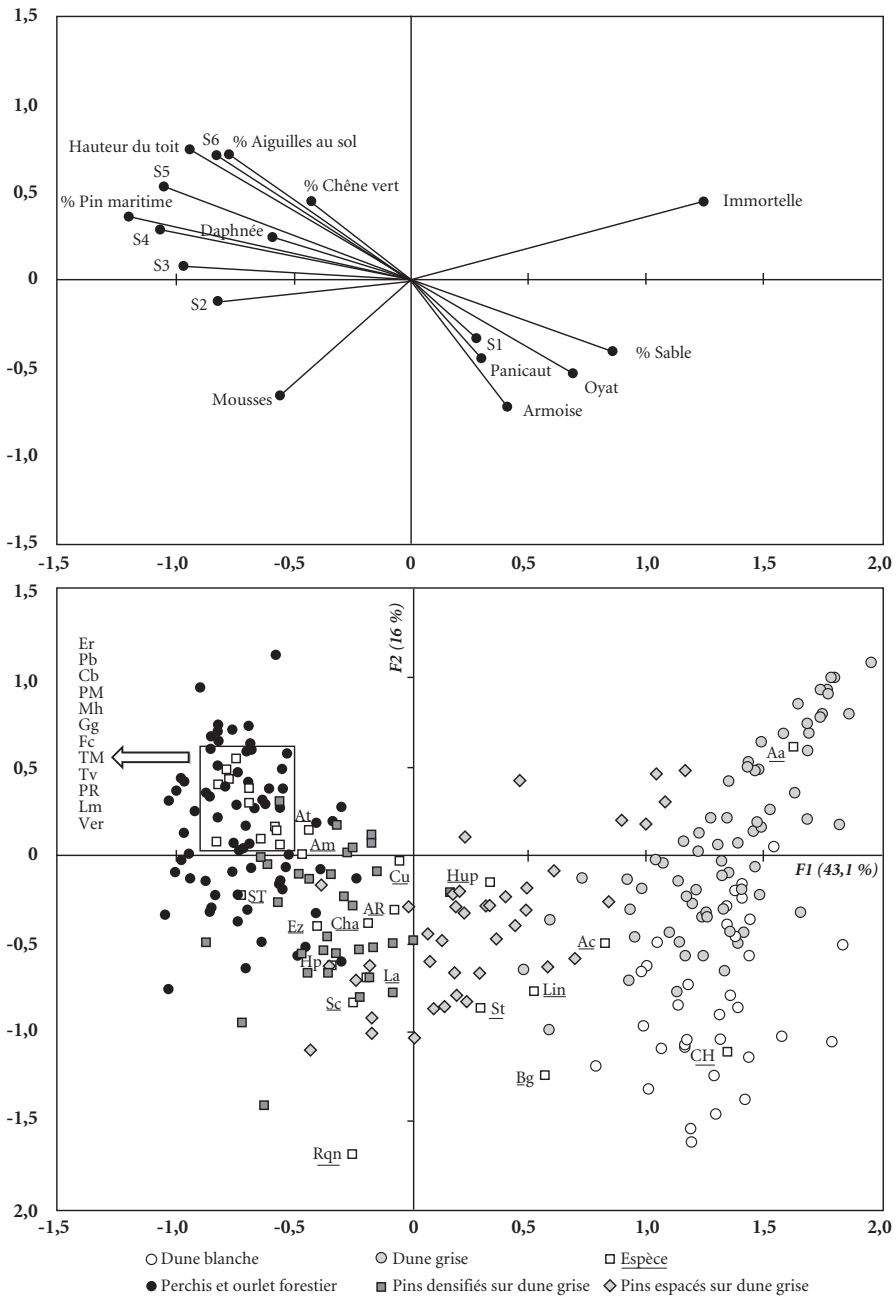 1,5
1,0
0,5
0
-0,5
-1,0
-1,5
Hauteur du toit
S6
% Aiguilles au sol
S5
% Chêne vert
% Pin maritime
Immortelle
S4
Daphnée
S3
S2
S1
% Sable
Panicaut
Oyat
Mousses
Armoise
-1,5 -1,0 -0,5 0 0,5 1,0 1,5 2,0
1,5
1,0
0,5
0
-0,5
-1,0
-1,5
2,0
F2 (16 %)
F1 (43,1 %)
Er
Pb
Cb
PM
Mh
Gg
Fc
TM
Tv
PR
Lm
Ver
Aa
At
Am
Cu
Hup
ST
AR
Ez
Cha
Ac
Hp
La
Lin
Sc
St
CH
Bg
Rqn
-1,5 -1,0 -0,5 0 0,5 1,0 1,5 2,0
Dune blanche Dune grise Espèce
Perchis et ourlet forestier Pins densifiés sur dune grise Pins espacés sur dune grise